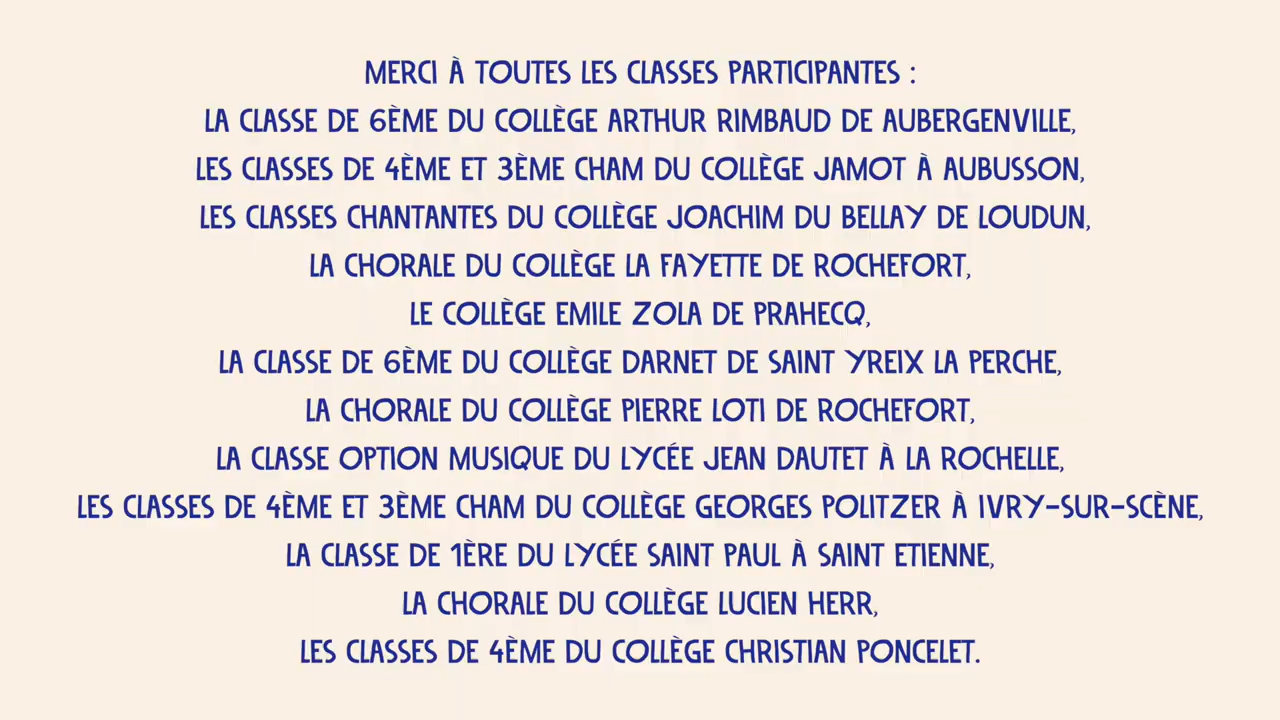 MERCI À TOUTES LES CLASSES PARTICIPANTES :
LA CLASSE DE 6ÈME DU COLLÈGE ARTHUR RIMBAUD DE AUBERGENVILLE,
LES CLASSES DE 4ÈME ET 3ÈME CHAM DU COLLÈGE JAMOT À AUBUSSON,
LES CLASSES CHANTANTES DU COLLÈGE JOACHIM DU BELLAY DE LOUDUN,
LA CHORALE DU COLLÈGE LA FAYETTE DE ROCHEFORT,
LE COLLÈGE EMILE ZOLA DE PRAHECQ,
LA CLASSE DE 6ÈME DU COLLÈGE DARNET DE SAINT YREIX LA PERCHE,
LA CHORALE DU COLLÈGE PIERRE LOTI DE ROCHEFORT,
LA CLASSE OPTION MUSIQUE DU LYCÉE JEAN DAUTET À LA ROCHELLE,
LES CLASSES DE 4ÈME ET 3ÈME CHAM DU COLLÈGE GEORGES POLITZER À IVRY-SUR-SCÈNE,
LA CLASSE DE 1ÈRE DU LYCÉE SAINT PAUL À SAINT ETIENNE,
LA CHORALE DU COLLÈGE LUCIEN HERR,
LES CLASSES DE 4ÈME DU COLLÈGE CHRISTIAN PONCELET.